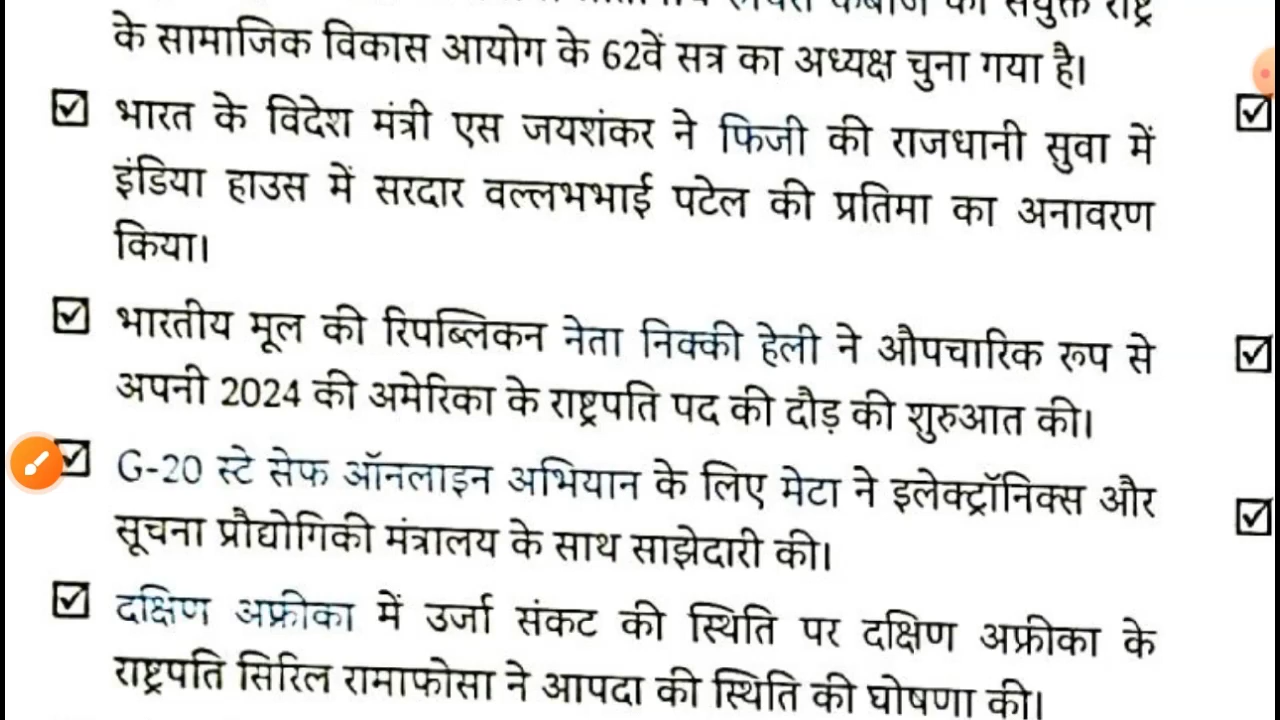 को संयुक्त राष्ट्र
के सामाजिक विकास आयोग के 62वें सत्र का अध्यक्ष चुना गया है।
भारत के विदेश मंत्री एस जयशंकर ने फिजी की राजधानी सुवा में
इंडिया हाउस में सरदार वल्लभभाई पटेल की प्रतिमा का अनावरण
किया।
भारतीय मूल की रिपब्लिकन नेता निक्की हेली ने औपचारिक रूप से
अपनी 2024 की अमेरिका के राष्ट्रपति पद की दौड़ की शुरुआत की।
G-20 स्टे सेफ ऑनलाइन अभियान के लिए मेटा ने इलेक्ट्रॉनिक्स और
सूचना प्रौद्योगिकी मंत्रालय के साथ साझेदारी की।
दक्षिण अफ्रीका में उर्जा संकट की स्थिति पर दक्षिण अफ्रीका के
राष्ट्रपति सिरिल रामाफोसा ने आपदा की स्थिति की घोषणा की।